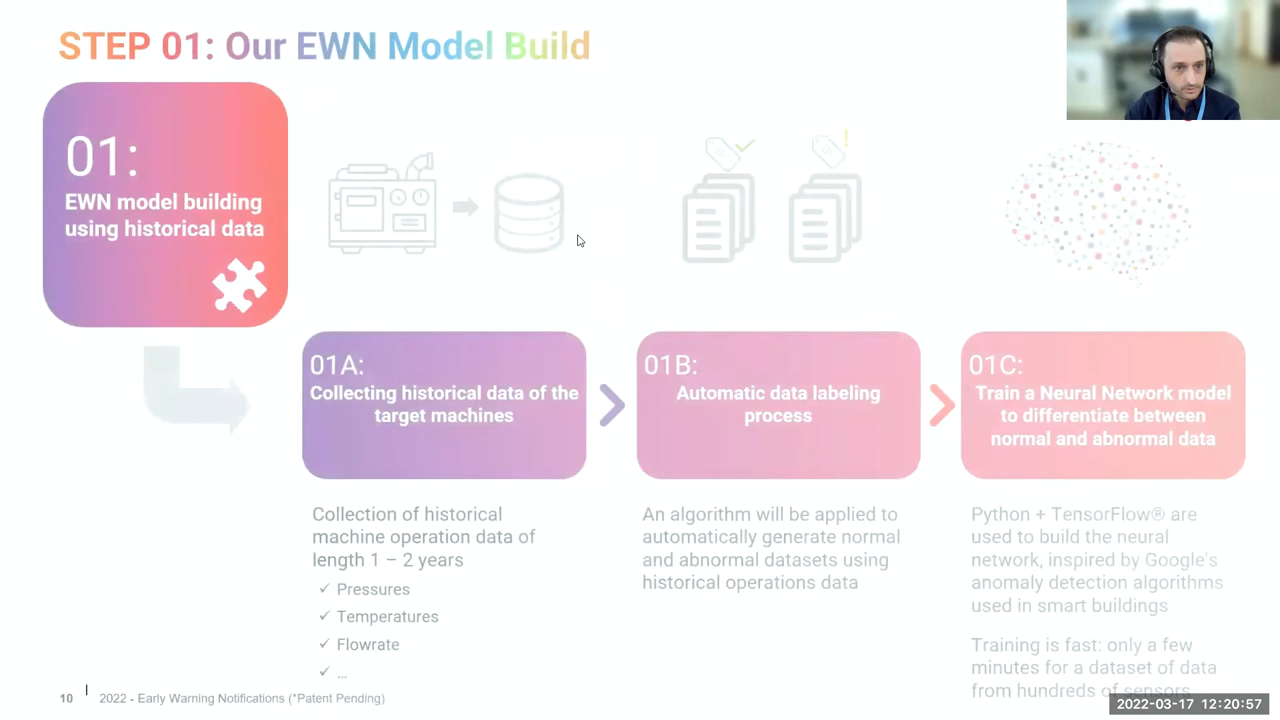 STEP 01: Our EWN Model Build
01:
EWN model building
using historical data
01A:
Collecting historical data of the
target machines
01B:
Automatic data labeling
process
01C:
Train a Neural Network model
to differentiate between
normal and abnormal data
Collection of historical
machine operation data of
length 1 – 2 years
✓ Pressures
✓ Temperatures
✓ Flowrate
✓ ...
An algorithm will be applied to
automatically generate normal
and abnormal datasets using
historical operations data
Python + TensorFlow® are
used to build the neural
network, inspired by Google's
anomaly detection algorithms
used in smart buildings
Training is fast: only a few
minutes for a dataset of data
from hundreds of sensors
10 | 2022 - Early Warning Notifications (*Patent Pending)
2022-03-17 12:20:57